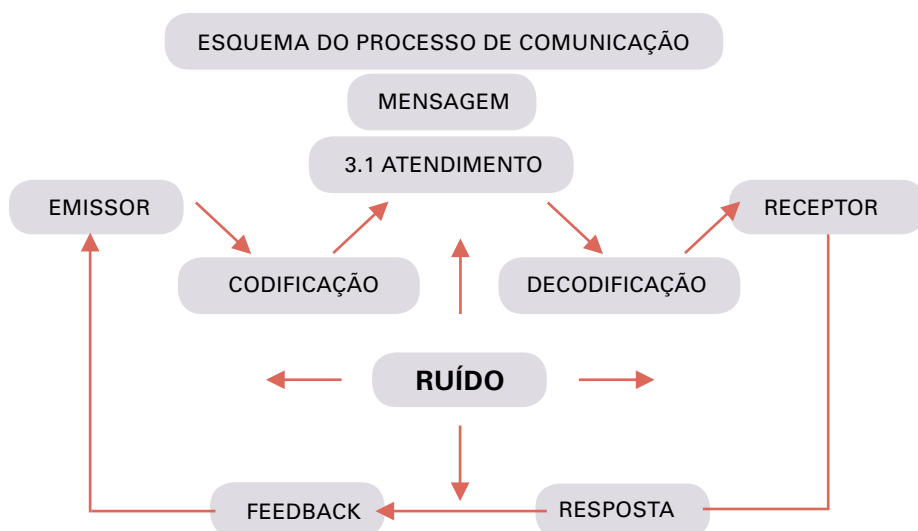 ESQUEMA DO PROCESSO DE COMUNICAÇÃO
MENSAGEM
3.1 ATENDIMENTO
EMISSOR
RECEPTOR
CODIFICAÇÃO
DECODIFICAÇÃO
RUÍDO
FEEDBACK
RESPOSTA